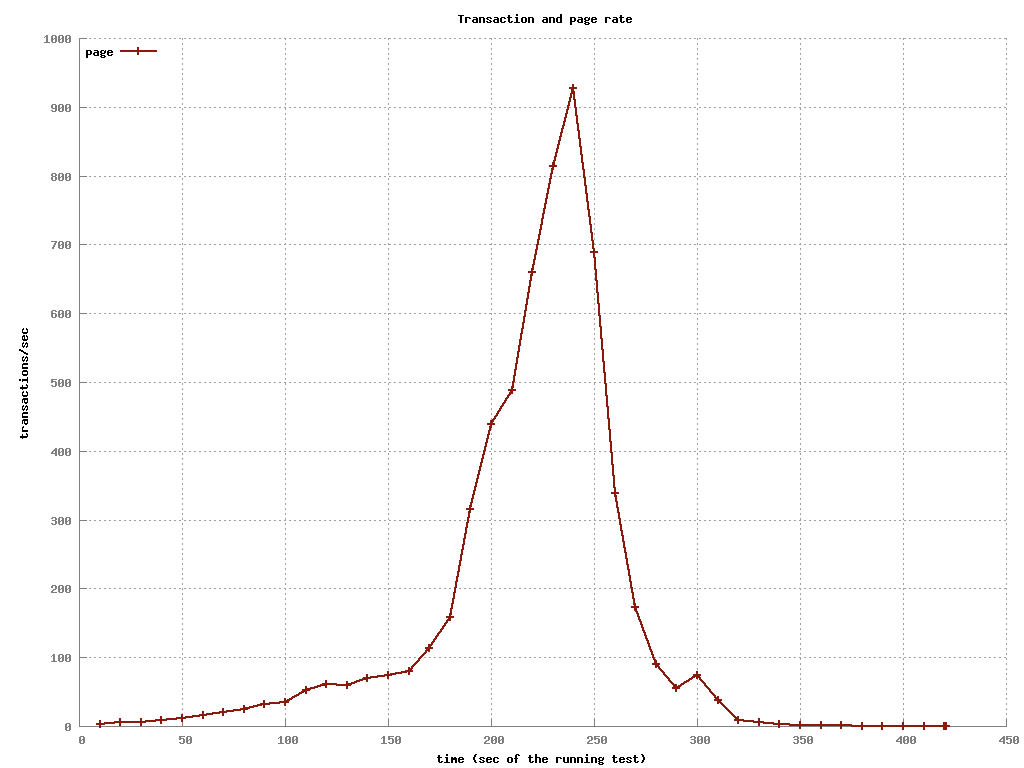 Transaction and page rate
1000
page
900
800
700
600
500
400
300
200
100
0
transactions/sec
0 50 100 150 200 250 300 350 400 450
time (sec of the running test)